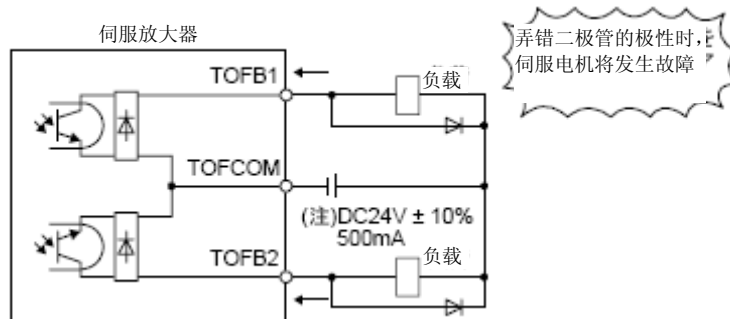 伺服放大器
弄错二极管的极性时,
伺服电机将发生故障
TOFB1
负载
TOFCOM
(注)DC24V ± 10%
500mA
TOFB2
负载